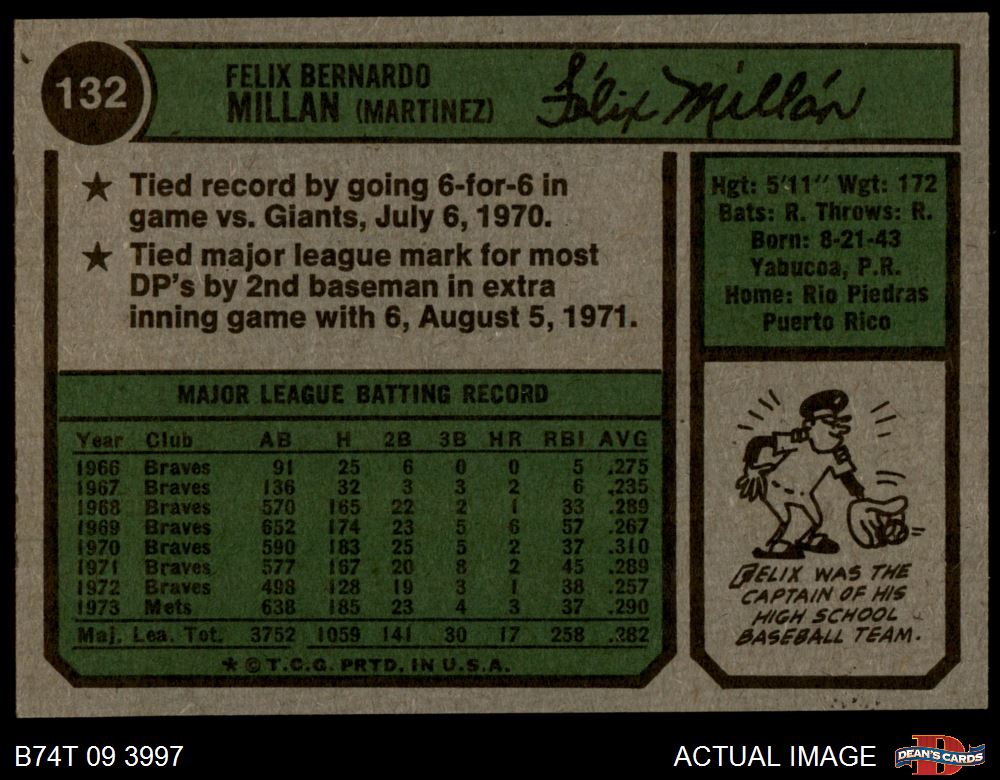 132
FELIX BERNARDO
MILLAN (MARTINEZ)
Félix Millán
★ Tied record by going 6-for-6 in
game vs. Giants, July 6, 1970.
★ Tied major league mark for most
DP's by 2nd baseman in extra
inning game with 6, August 5, 1971.
Hgt: 5'11" Wgt: 172
Bats: R. Throws: R.
Born: 8-21-43
Yabucoa, P.R.
Home: Rio Piedras
Puerto Rico
MAJOR LEAGUE BATTING RECORD
Year Club AB H 2B 3B HR RBI AVG
1966 Braves 91 25 6 0 0 5 .275
1967 Braves 136 32 3 3 2 6 .235
1968 Braves 570 165 22 2 1 33 .289
1969 Braves 652 174 23 5 6 57 .267
1970 Braves 590 183 25 5 2 37 .310
1971 Braves 577 167 20 8 2 45 .289
1972 Braves 498 128 19 3 1 38 .257
1973 Mets 638 185 23 4 3 37 .290
Maj. Lea. Tot. 3752 1059 141 30 17 258 .282
★ © T.C.G. PRTD. IN U.S.A.
FELIX WAS THE
CAPTAIN OF HIS
HIGH SCHOOL
BASEBALL TEAM.
B74T 09 3997
ACTUAL IMAGE
DEAN'S CARDS